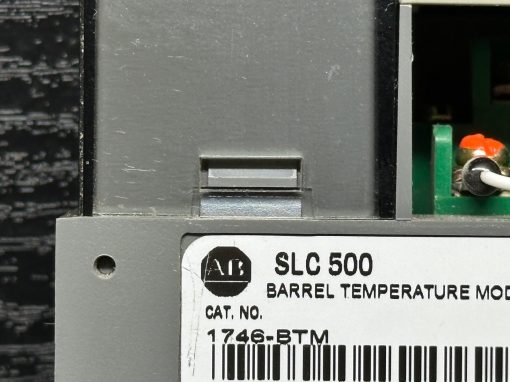 AB
SLC 500
BARREL TEMPERATURE MOD
CAT. NO.
1746-BTM